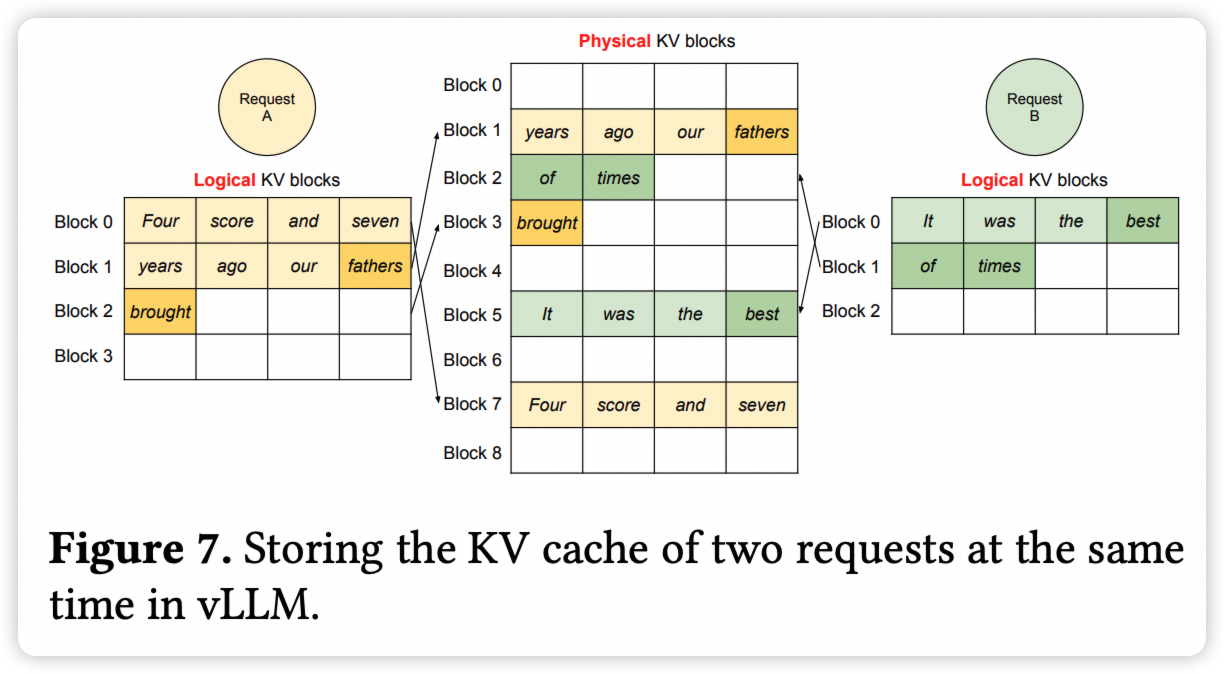 Physical KV blocks
Request
A
Request
B
Logical KV blocks
Block 0 Four score and seven
Block 1 years ago our fathers
Block 2 brought
Block 3
Block 0
Block 1 years ago our fathers
Block 2 of times
Block 3 brought
Block 4
Block 5 It was the best
Block 6
Block 7 Four score and seven
Block 8
Logical KV blocks
Block 0 It was the best
Block 1 of times
Block 2
Figure 7. Storing the KV cache of two requests at the same
time in vLLM.